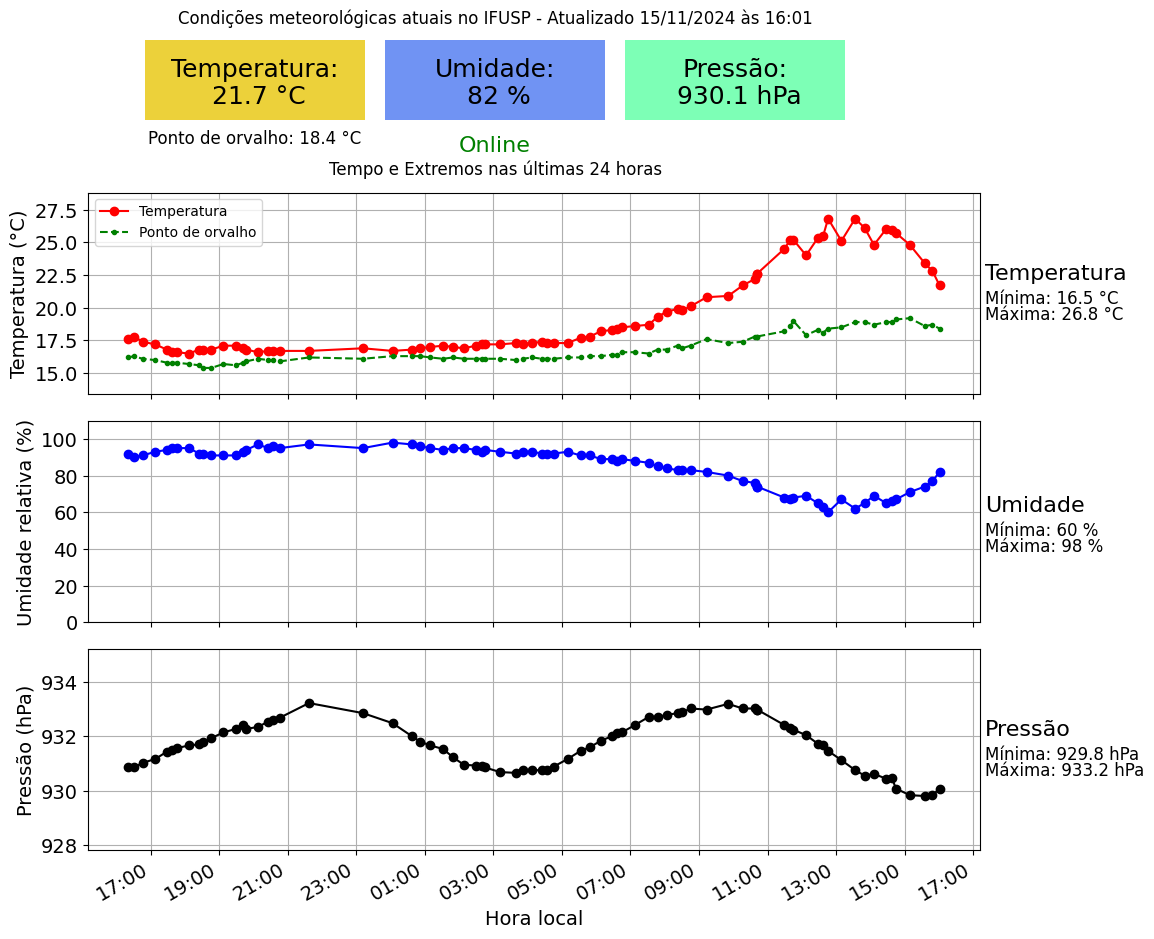 Condições meteorológicas atuais no IFUSP - Atualizado 15/11/2024 às 16:01
Temperatura:
21.7 °C
Umidade:
82 %
Pressão:
930.1 hPa
Ponto de orvalho: 18.4 °C
Online
Tempo e Extremos nas últimas 24 horas
Temperatura (°C)
27.5
25.0
22.5
20.0
17.5
15.0
Temperatura
Ponto de orvalho
Temperatura
Mínima: 16.5 °C
Máxima: 26.8 °C
Umidade relativa (%)
100
80
60
40
20
0
Umidade
Mínima: 60 %
Máxima: 98 %
Pressão (hPa)
934
932
930
928
Pressão
Mínima: 929.8 hPa
Máxima: 933.2 hPa
17:00
19:00
21:00
23:00
01:00
03:00
05:00
07:00
09:00
11:00
13:00
15:00
17:00
Hora local